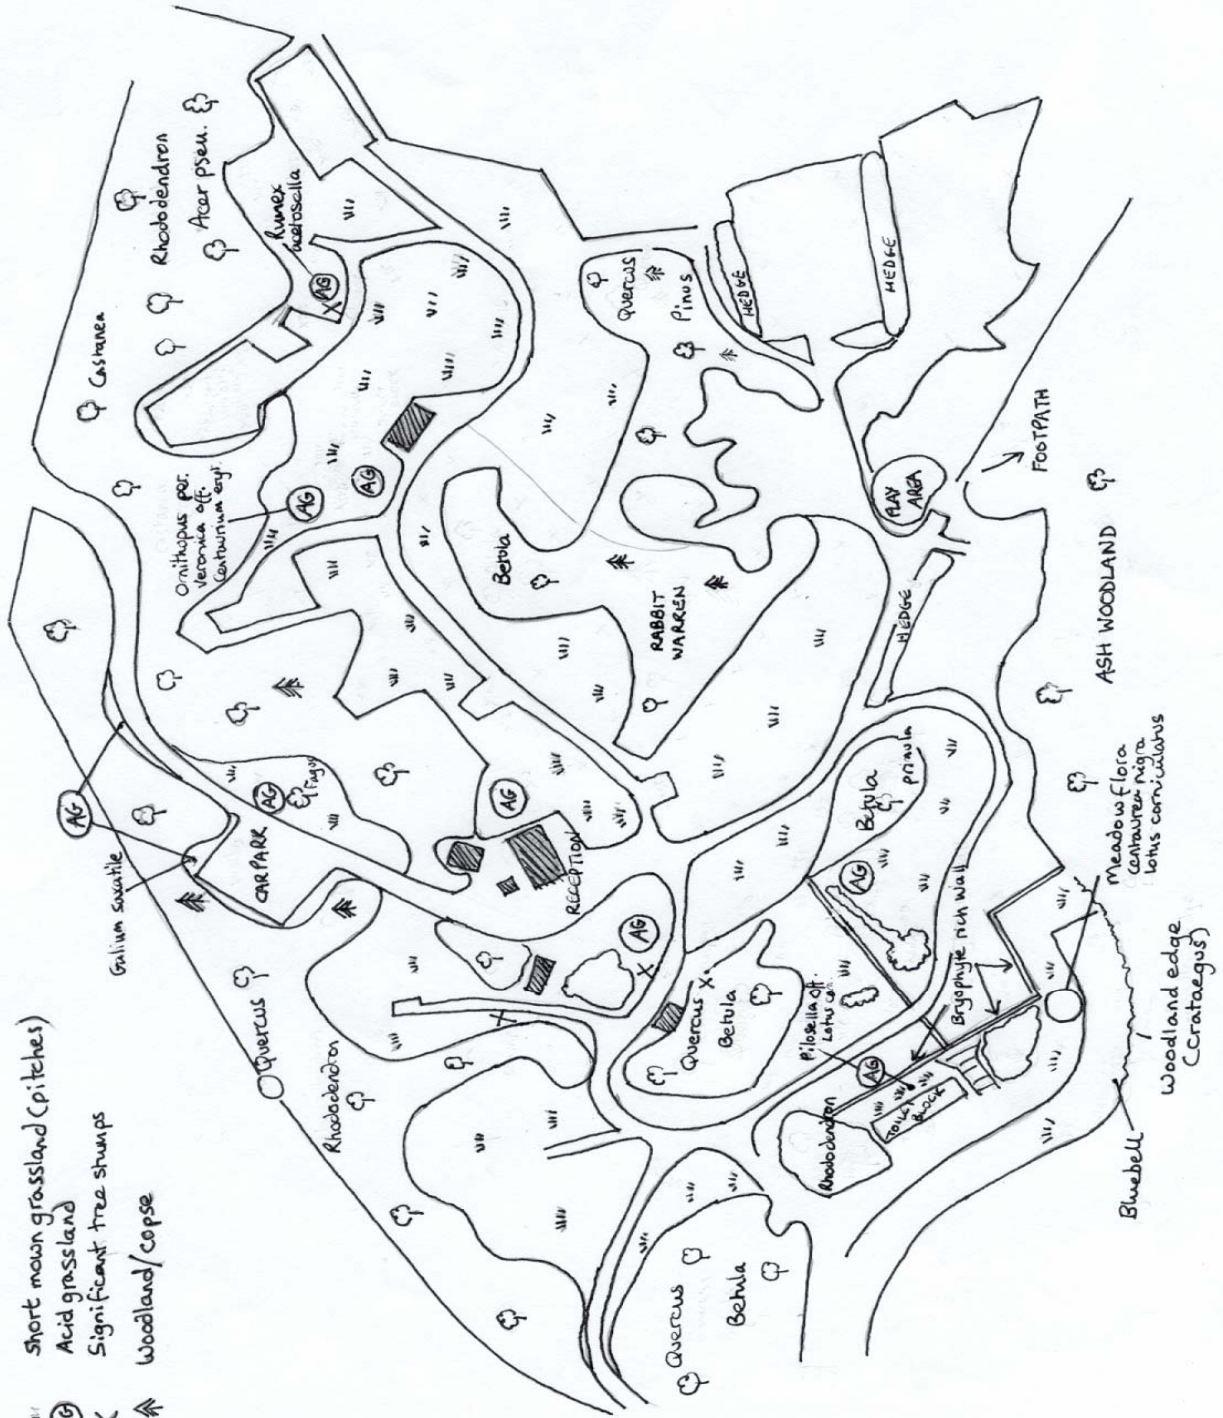 short mown grassland (pitches)
AG
Acid grassland
X
Significant tree stumps
Woodland/copse
Castanea
Rhododendron
Acer pseu.
Rumex
acetosella
AG
Ornithopus per.
Veronica off.
Centaurium eryt.
AG
AG
Quercus
Pinus
HEDGE
HEDGE
PLAY
AREA
FOOTPATH
Betula
RABBIT
WARREN
HEDGE
ASH WOODLAND
AG
Galium saxatile
CAR PARK
AG
Fagus
AG
RECEPTION
AG
X
Quercus
Rhododendron
Quercus
X
Betula
Betula
primula
AG
Pilosella off.
Lotus cor.
Bryophyte rich wall
AG
TOILET
BLOCK
Rhododendron
Meadow flora
centaurea nigra
lotus corniculatus
Woodland edge
(crataegus)
Bluebell
Quercus
Betula